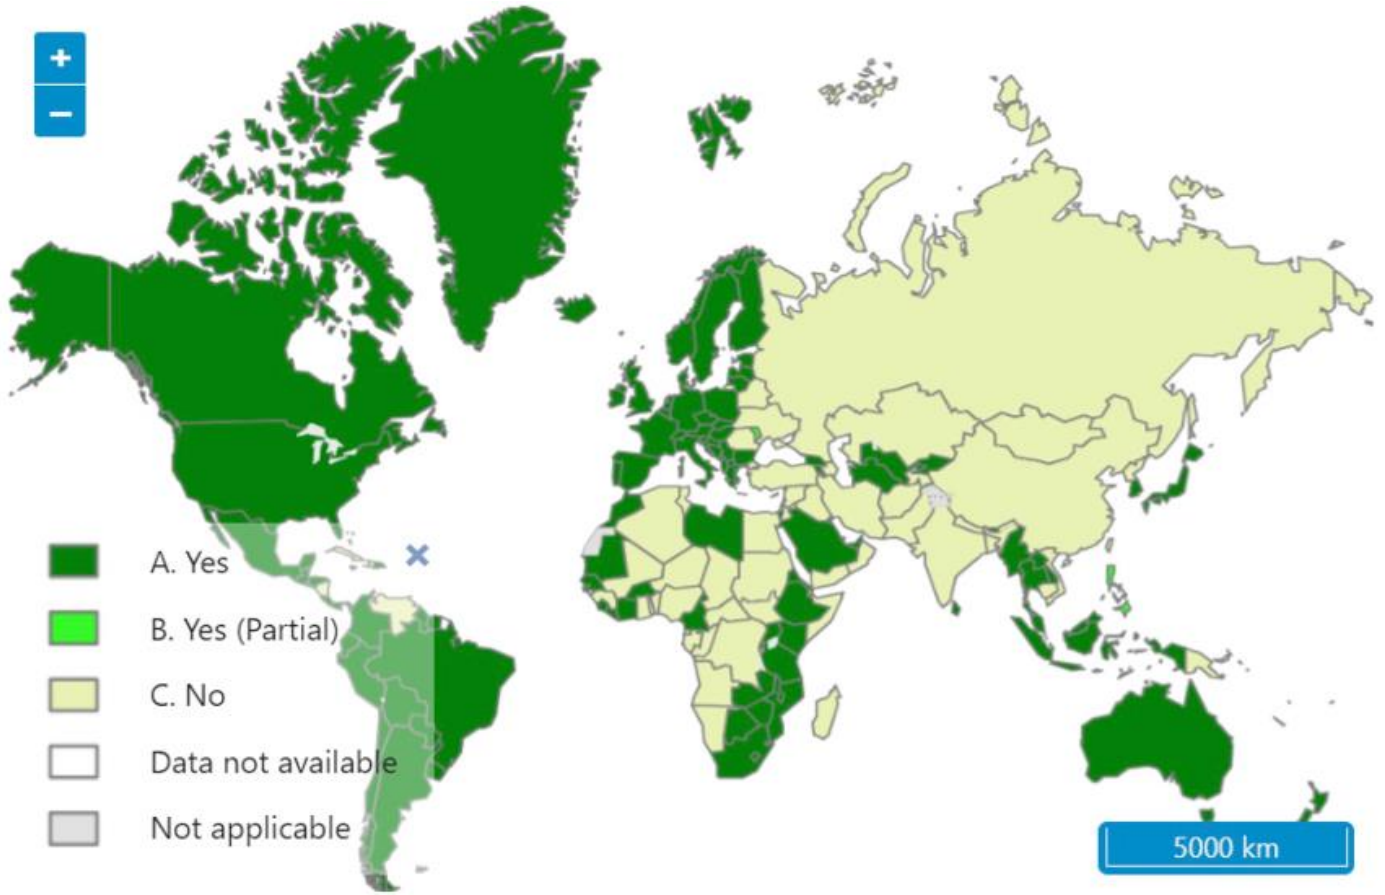 +
−
A. Yes
B. Yes (Partial)
C. No
Data not available
Not applicable
5000 km